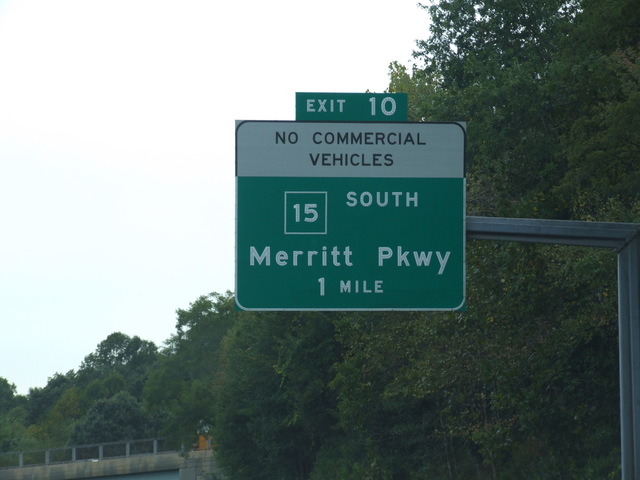 EXIT 10
NO COMMERCIAL
VEHICLES
15 SOUTH
Merritt Pkwy
1 MILE